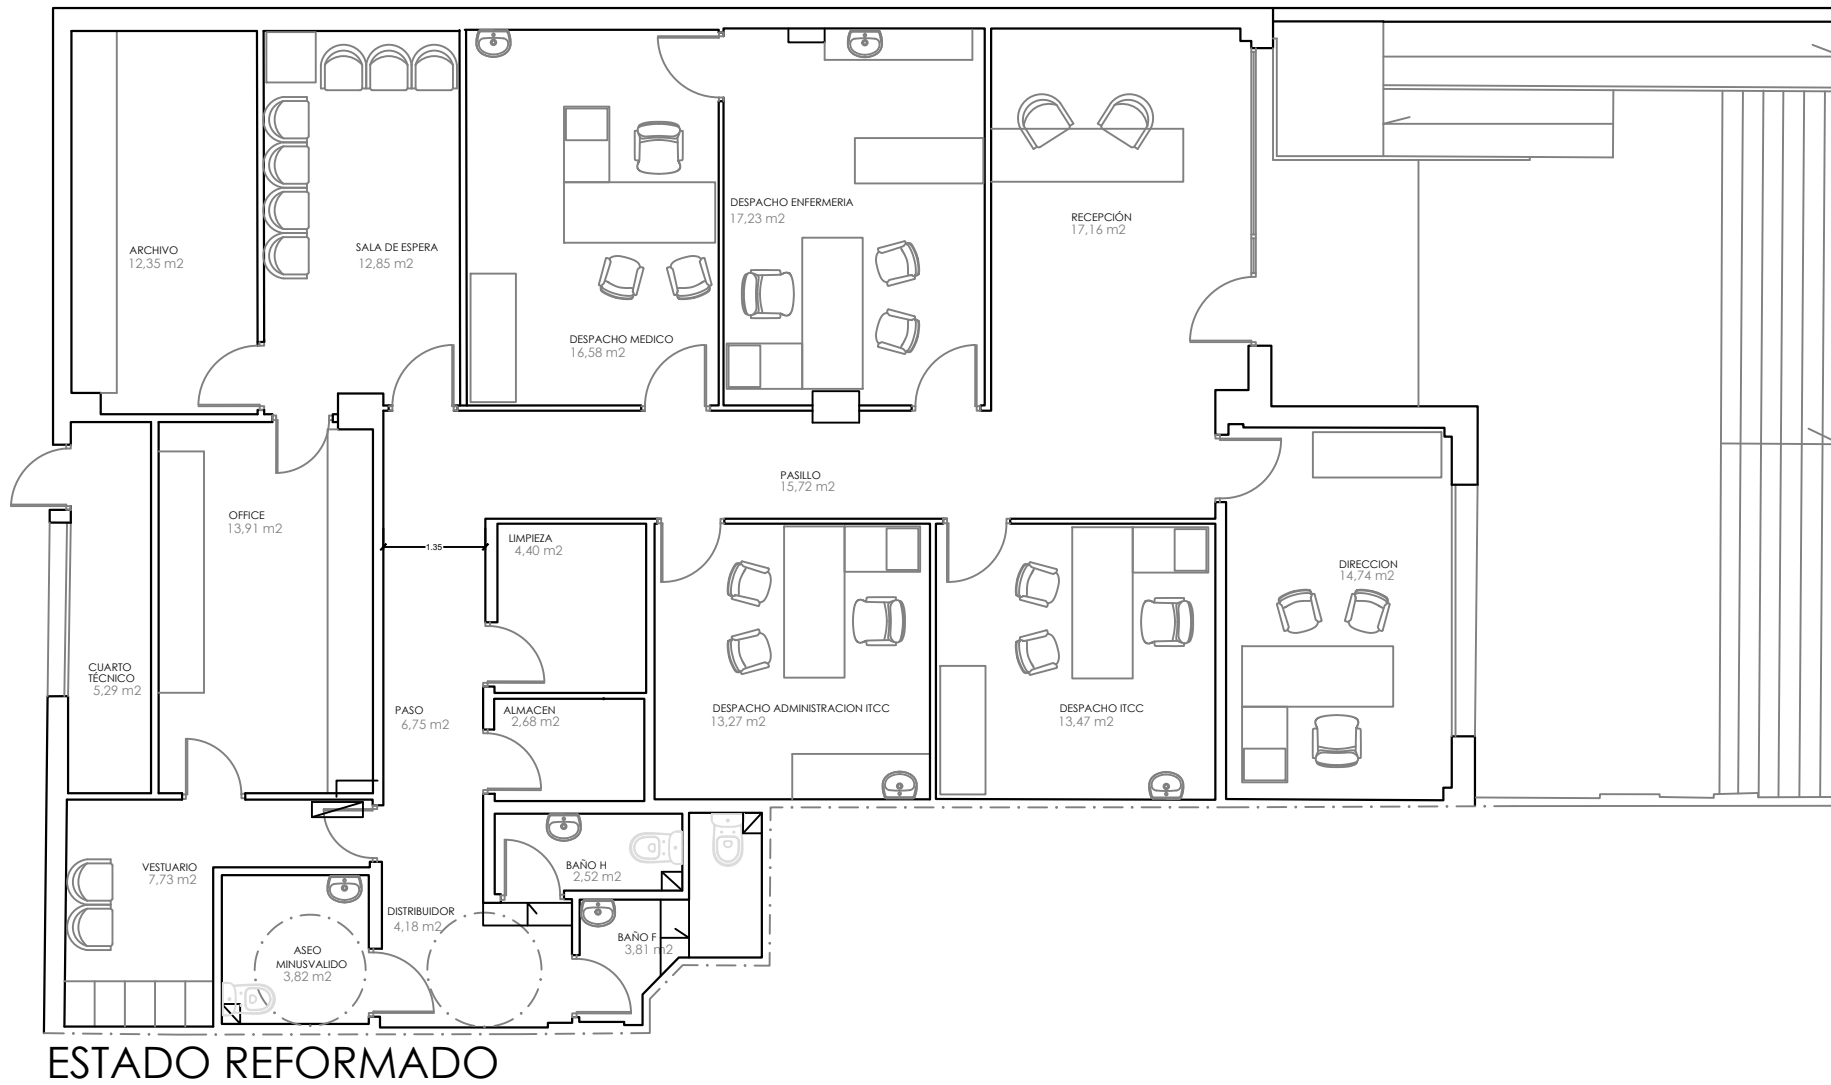 DESPACHO ENFERMERIA
17,23 m2
RECEPCIÓN
17,16 m2
ARCHIVO
12,35 m2
SALA DE ESPERA
12,85 m2
DESPACHO MEDICO
16,58 m2
PASILLO
15,72 m2
OFFICE
13,91 m2
LIMPIEZA
4,40 m2
1.35
DIRECCION
14,74 m2
CUARTO
TÉCNICO
5,29 m2
PASO
6,75 m2
ALMACEN
2,68 m2
DESPACHO ADMINISTRACION ITCC
13,27 m2
DESPACHO ITCC
13,47 m2
VESTUARIO
7,73 m2
BAÑO H
2,52 m2
DISTRIBUIDOR
4,18 m2
BAÑO F
3,81 m2
ASEO
MINUSVALIDO
3,82 m2
ESTADO REFORMADO